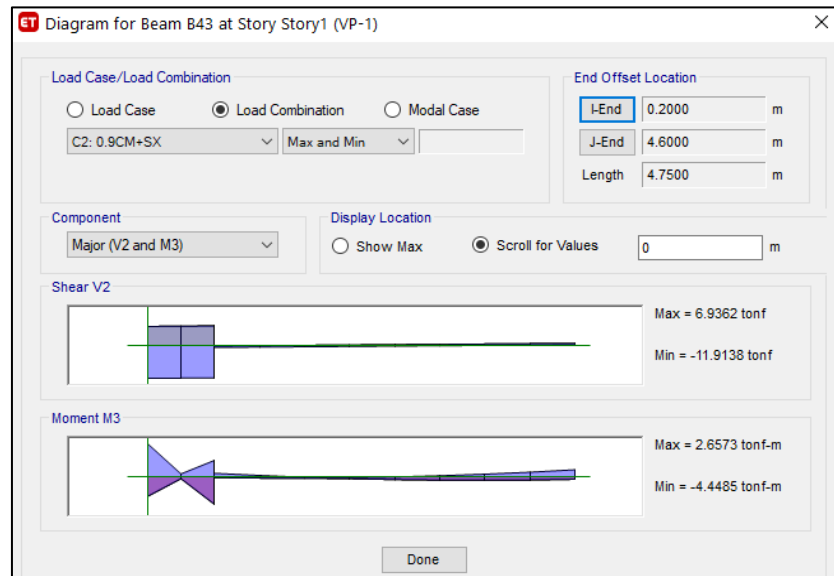 ET Diagram for Beam B43 at Story Story1 (VP-1)
Load Case/Load Combination
Load Case Load Combination Modal Case
C2: 0.9CM+SX Max and Min
End Offset Location
I-End 0.2000 m
J-End 4.6000 m
Length 4.7500 m
Component
Major (V2 and M3)
Display Location
Show Max Scroll for Values 0 m
Shear V2
Max = 6.9362 tonf
Min = -11.9138 tonf
Moment M3
Max = 2.6573 tonf-m
Min = -4.4485 tonf-m
Done